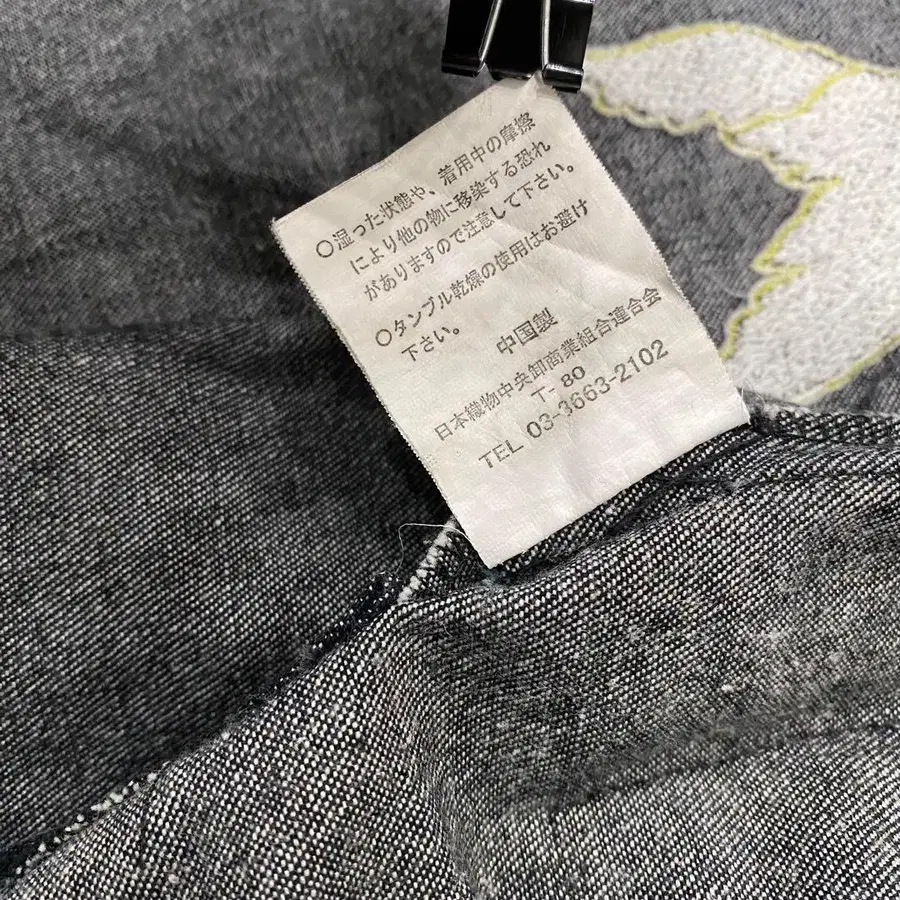 ○湿った状態や、着用中の摩擦
により他の物に移染する恐れ
がありますので注意して下さい。
○タンブル乾燥の使用はお避け
下さい。
中国製
日本織物中央卸商業組合連合会
T- 80
TEL 03-3663-2102